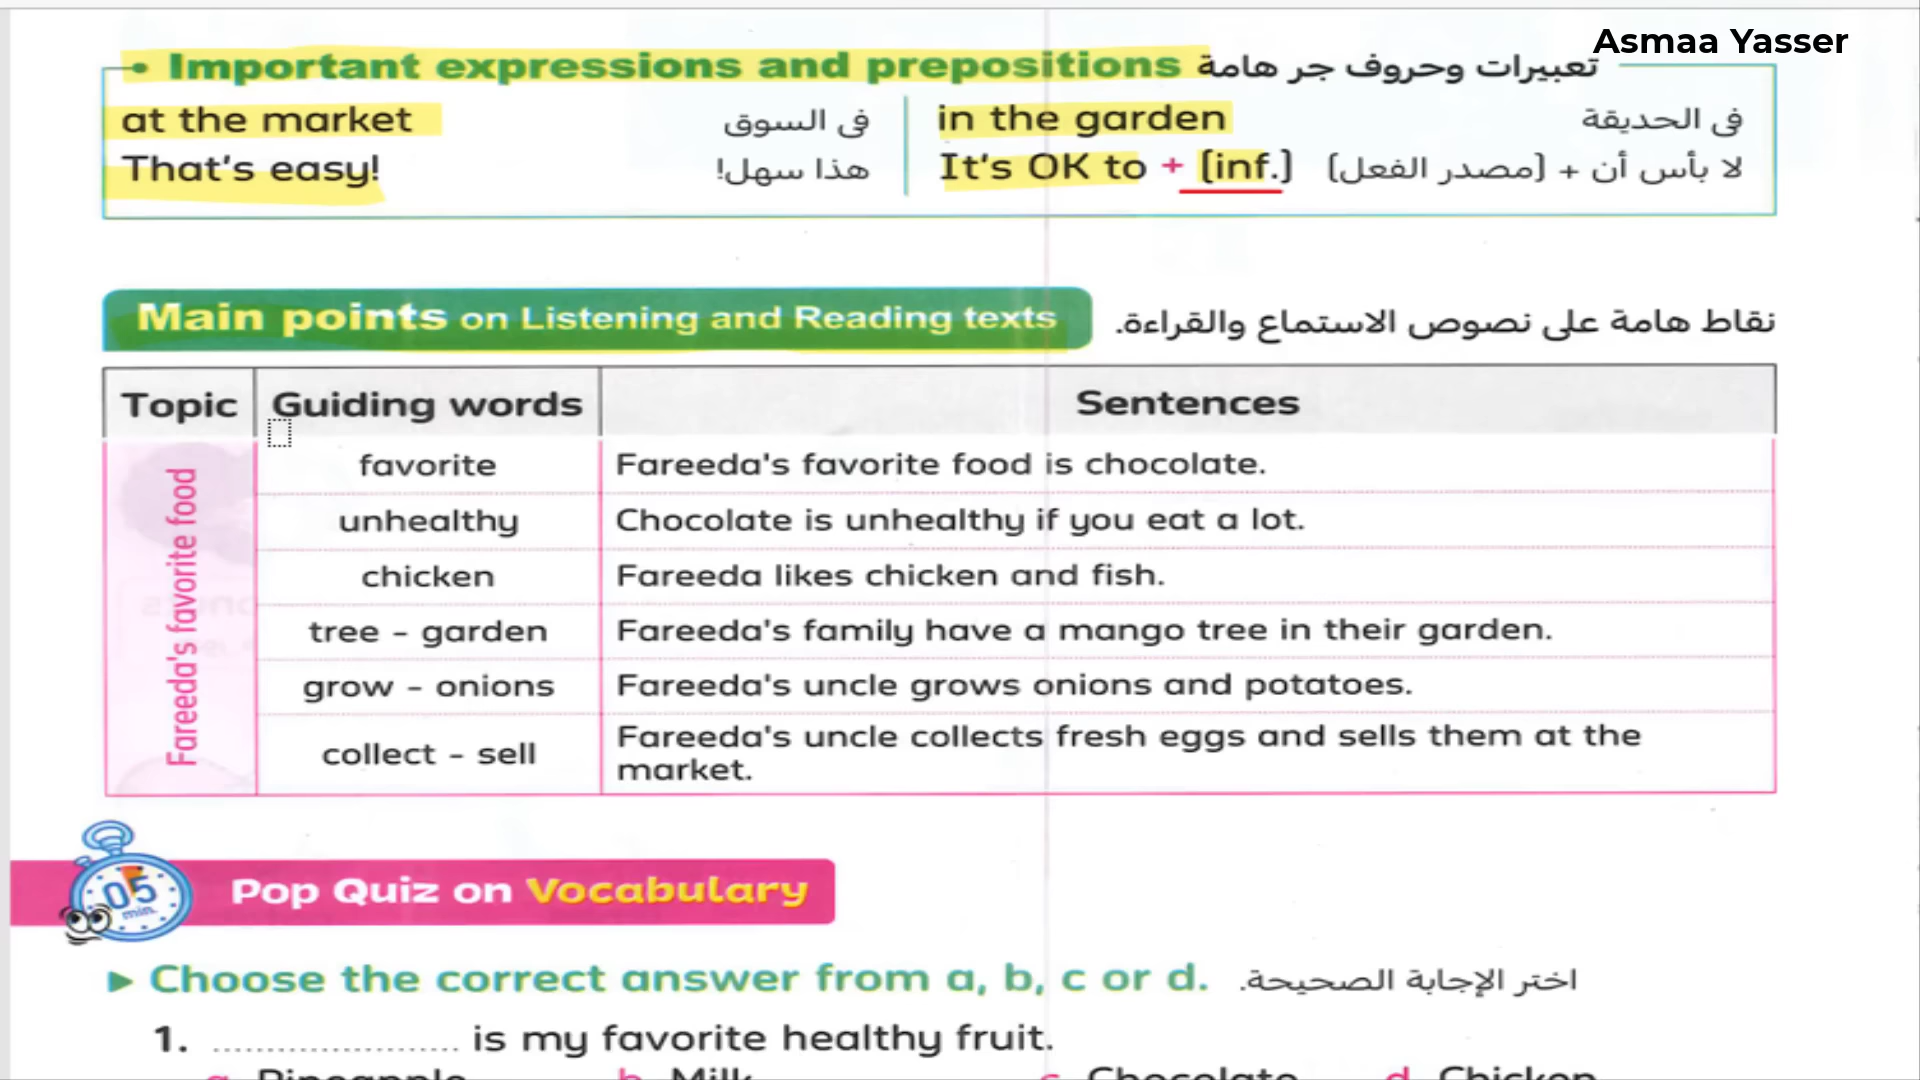 Asmaa Yasser
• Important expressions and prepositions تعبيرات وحروف جر هامة
at the market في السوق in the garden في الحديقة
That's easy! هذا سهل! It's OK to + [inf.] لا بأس أن + [مصدر الفعل]
Main points on Listening and Reading texts نقاط هامة على نصوص الاستماع والقراءة.
Topic Guiding words Sentences
Fareeda's favorite food
favorite Fareeda's favorite food is chocolate.
unhealthy Chocolate is unhealthy if you eat a lot.
chicken Fareeda likes chicken and fish.
tree - garden Fareeda's family have a mango tree in their garden.
grow - onions Fareeda's uncle grows onions and potatoes.
collect - sell Fareeda's uncle collects fresh eggs and sells them at the
market.
05
min.
Pop Quiz on Vocabulary
► Choose the correct answer from a, b, c or d. اختر الإجابة الصحيحة.
1. ........................ is my favorite healthy fruit.
a. Pineapple b. Milk c. Chocolate d. Chicken